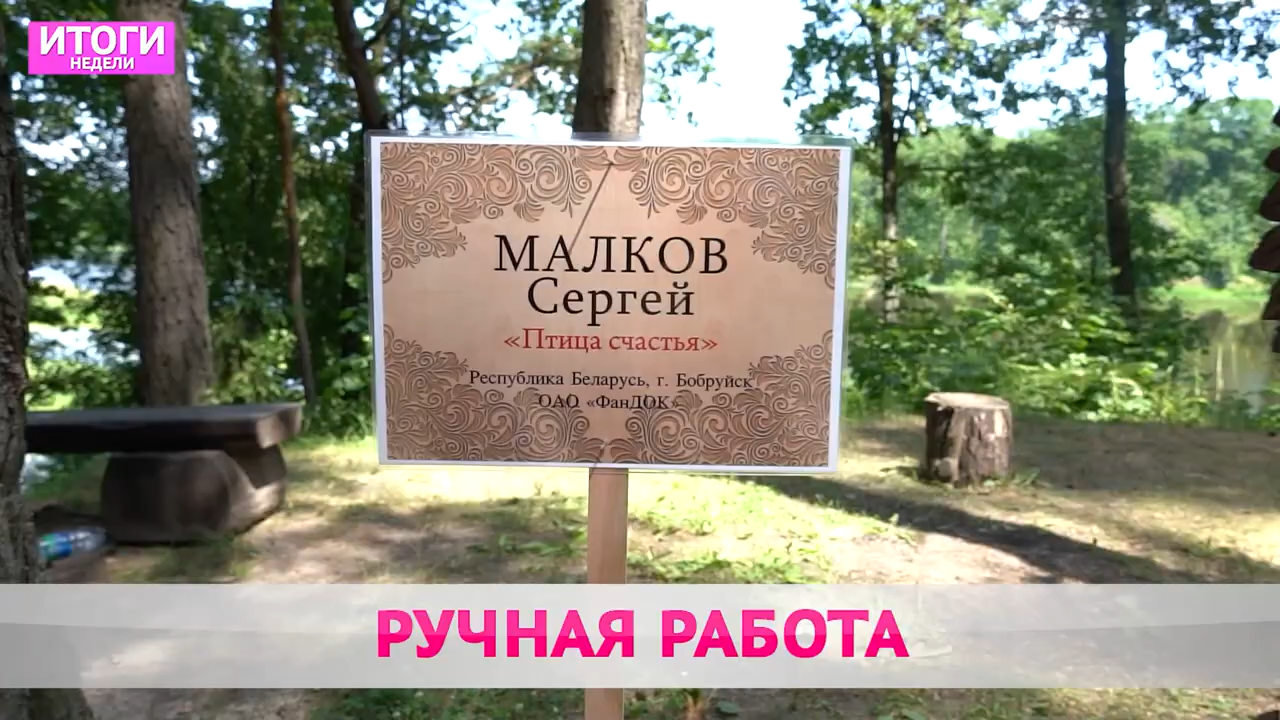 ИТОГИ
НЕДЕЛИ
МАЛКОВ
Сергей
«Птица счастья»
Республика Беларусь, г. Бобруйск
ОАО «ФанДОК»
РУЧНАЯ РАБОТА